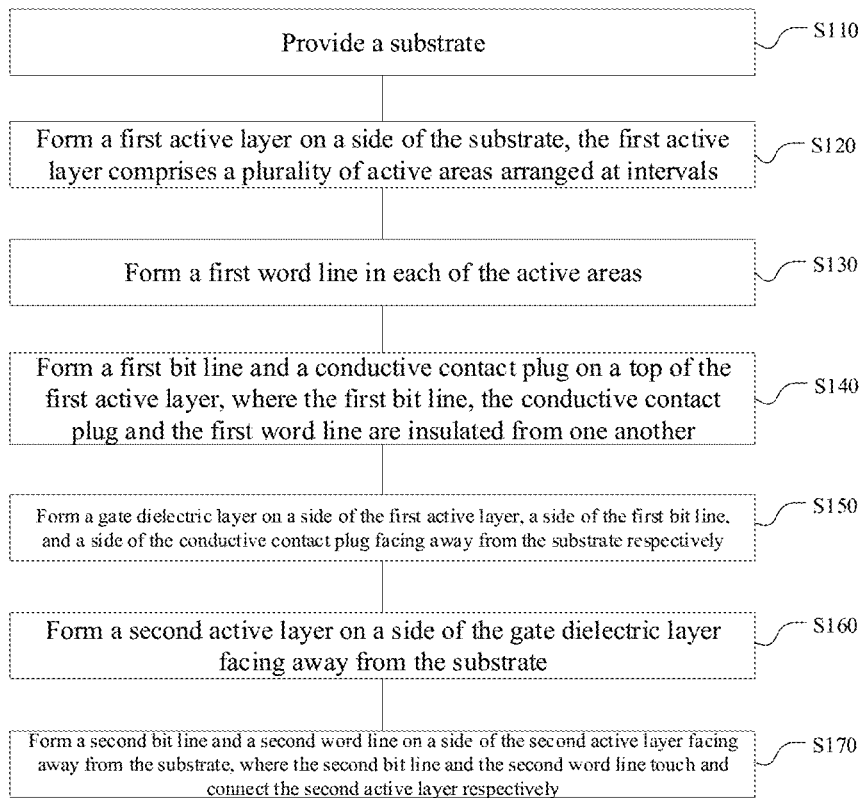 Provide a substrate
S110
Form a first active layer on a side of the substrate, the first active
layer comprises a plurality of active areas arranged at intervals
S120
Form a first word line in each of the active areas
S130
Form a first bit line and a conductive contact plug on a top of the
first active layer, where the first bit line, the conductive contact
plug and the first word line are insulated from one another
S140
Form a gate dielectric layer on a side of the first active layer, a side of the first bit line,
and a side of the conductive contact plug facing away from the substrate respectively
S150
Form a second active layer on a side of the gate dielectric layer
facing away from the substrate
S160
Form a second bit line and a second word line on a side of the second active layer facing
away from the substrate, where the second bit line and the second word line touch and
connect the second active layer respectively
S170